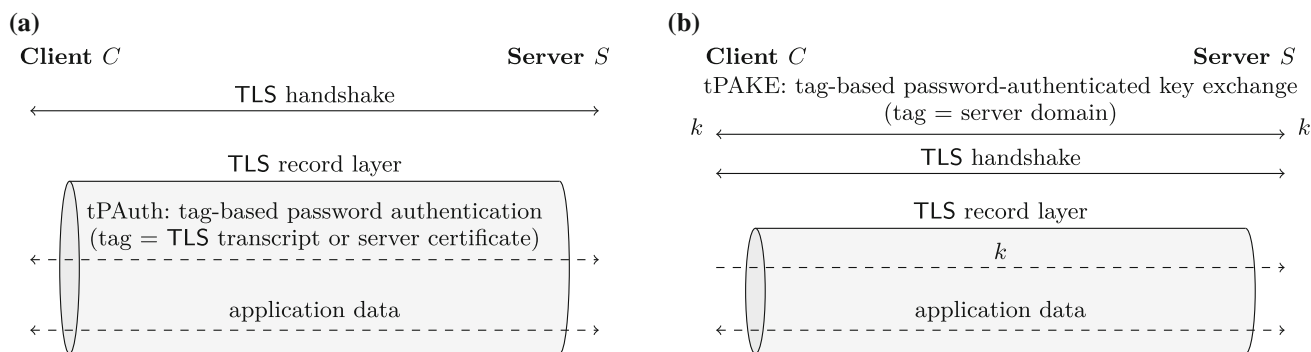 (a)
Client C Server S
TLS handshake
TLS record layer
tPAuth: tag-based password authentication
(tag = TLS transcript or server certificate)
application data
(b)
Client C Server S
tPAKE: tag-based password-authenticated key exchange
(tag = server domain)
k k
TLS handshake
TLS record layer
k
application data